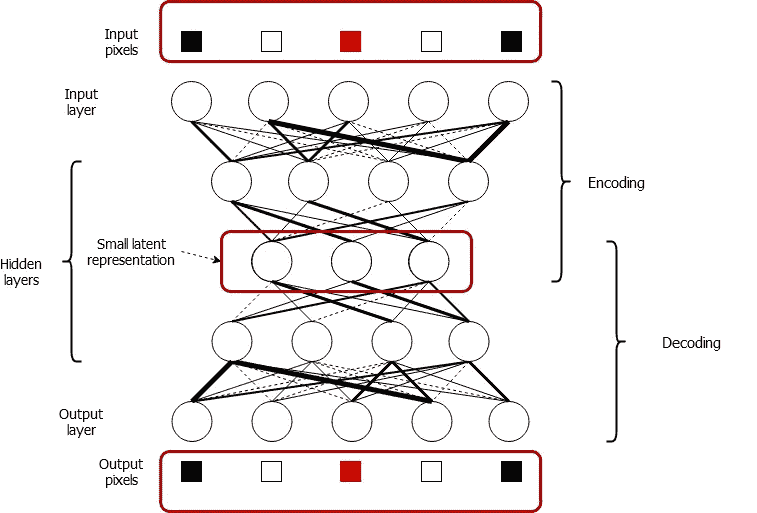 Input
pixels
Input
layer
Encoding
Small latent
representation
Hidden
layers
Decoding
Output
layer
Output
pixels